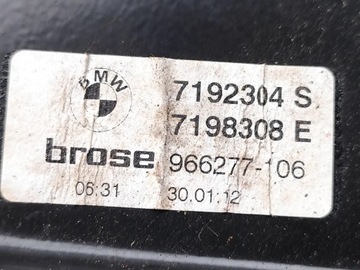 BMW
7192304 S
7198308 E
brose 966277-106
06:31 30.01.12